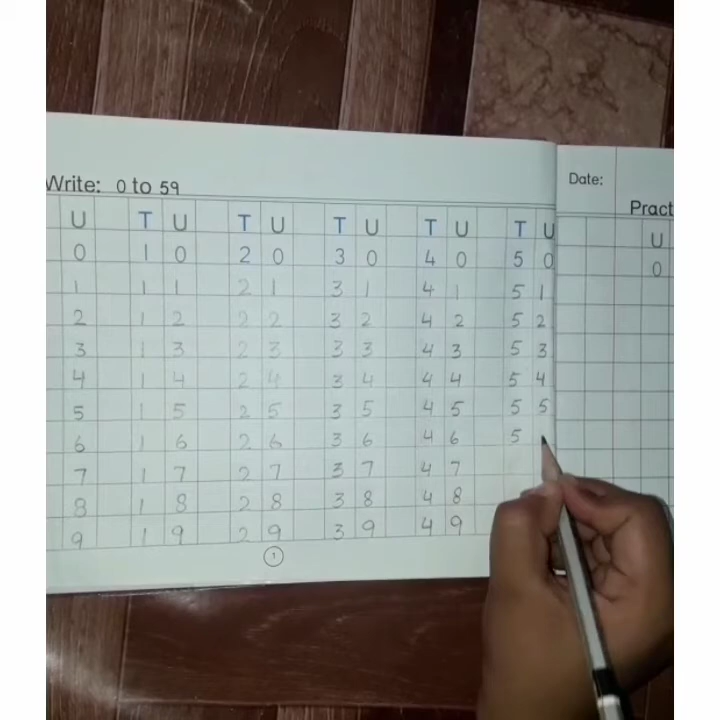 Write: 0 to 59
Date:
Pract
U T U T U T U T U T U
U
0 1 0 2 0 3 0 4 0 5 0
0
1 1 1 2 1 3 1 4 1 5 1
2 1 2 2 2 3 2 4 2 5 2
3 1 3 2 3 3 3 4 3 5 3
4 1 4 2 4 3 4 4 4 5 4
5 1 5 2 5 3 5 4 5 5 5
6 1 6 2 6 3 6 4 6 5
7 1 7 2 7 3 7 4 7
8 1 8 2 8 3 8 4 8
9 1 9 2 9 3 9 4 9
1